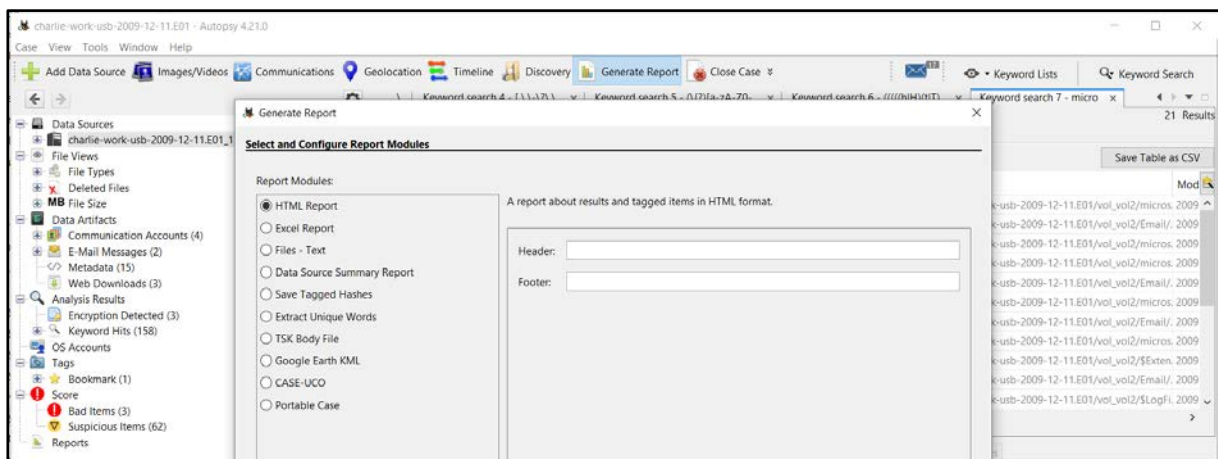 charlie-work-usb-2009-12-11.E01 - Autopsy 4.21.0
Case View Tools Window Help
Add Data Source Images/Videos Communications Geolocation Timeline Discovery Generate Report Close Case Keyword Lists Keyword Search
Keyword search 7 - micro x
21 Results
Data Sources
charlie-work-usb-2009-12-11.E01_1
File Views
File Types
Deleted Files
MB File Size
Data Artifacts
Communication Accounts (4)
E-Mail Messages (2)
Metadata (15)
Web Downloads (3)
Analysis Results
Encryption Detected (3)
Keyword Hits (158)
OS Accounts
Tags
Bookmark (1)
Score
Bad Items (3)
Suspicious Items (62)
Reports
Generate Report
Select and Configure Report Modules
Report Modules:
HTML Report
Excel Report
Files - Text
Data Source Summary Report
Save Tagged Hashes
Extract Unique Words
TSK Body File
Google Earth KML
CASE-UCO
Portable Case
A report about results and tagged items in HTML format.
Header:
Footer:
Save Table as CSV
Mod
k-usb-2009-12-11.E01/vol_vol2/micros. 2009
k-usb-2009-12-11.E01/vol_vol2/Email/. 2009
k-usb-2009-12-11.E01/vol_vol2/micros. 2009
k-usb-2009-12-11.E01/vol_vol2/micros. 2009
k-usb-2009-12-11.E01/vol_vol2/Email/. 2009
k-usb-2009-12-11.E01/vol_vol2/micros. 2009
k-usb-2009-12-11.E01/vol_vol2/Email/. 2009
k-usb-2009-12-11.E01/vol_vol2/micros. 2009
k-usb-2009-12-11.E01/vol_vol2/$Exten. 2009
k-usb-2009-12-11.E01/vol_vol2/Email/. 2009
k-usb-2009-12-11.E01/vol_vol2/$LogFi. 2009